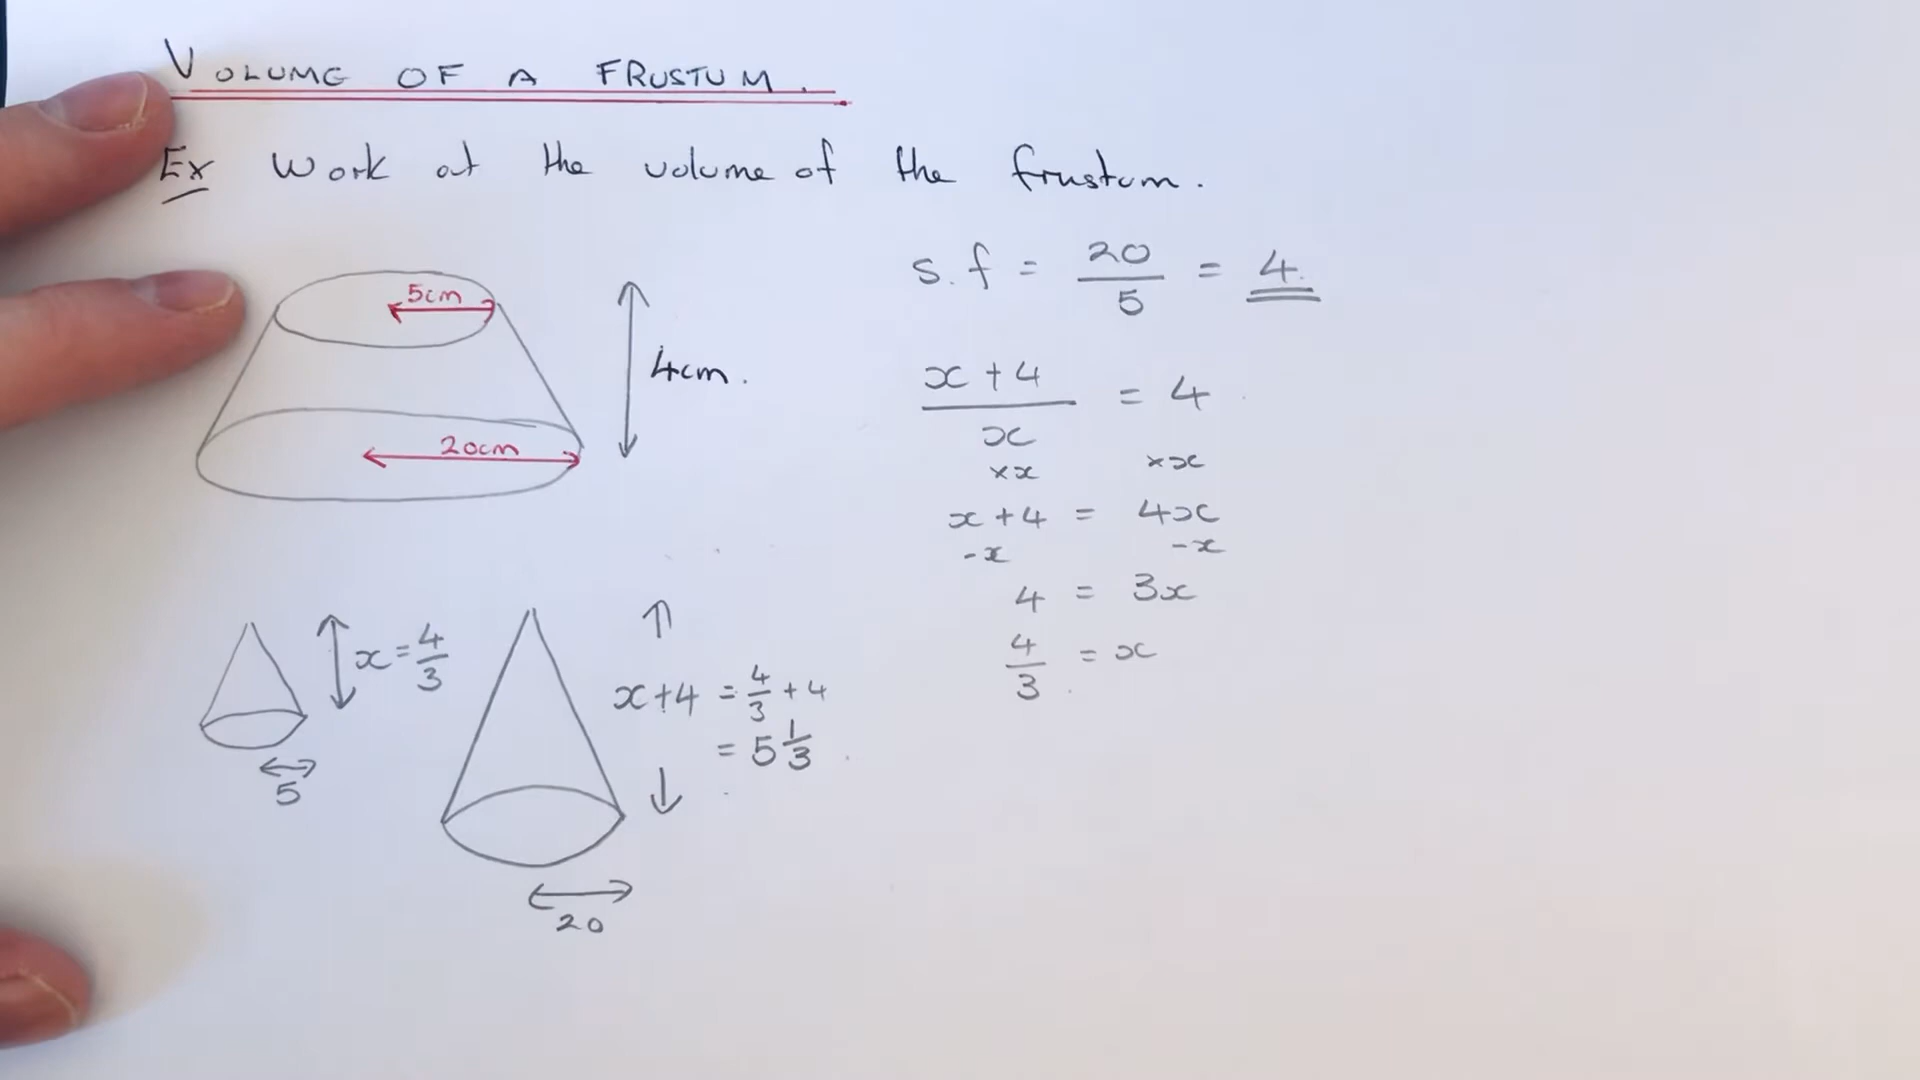 VOLUME OF A FRUSTUM.
Ex Work out the volume of the frustum.
5cm
4cm.
20cm
s.f = 20/5 = 4
x+4/x = 4
×x ×x
x+4 = 4x
-x -x
4 = 3x
4/3 = x
x = 4/3
5
x+4 = 4/3 + 4
= 5 1/3
20